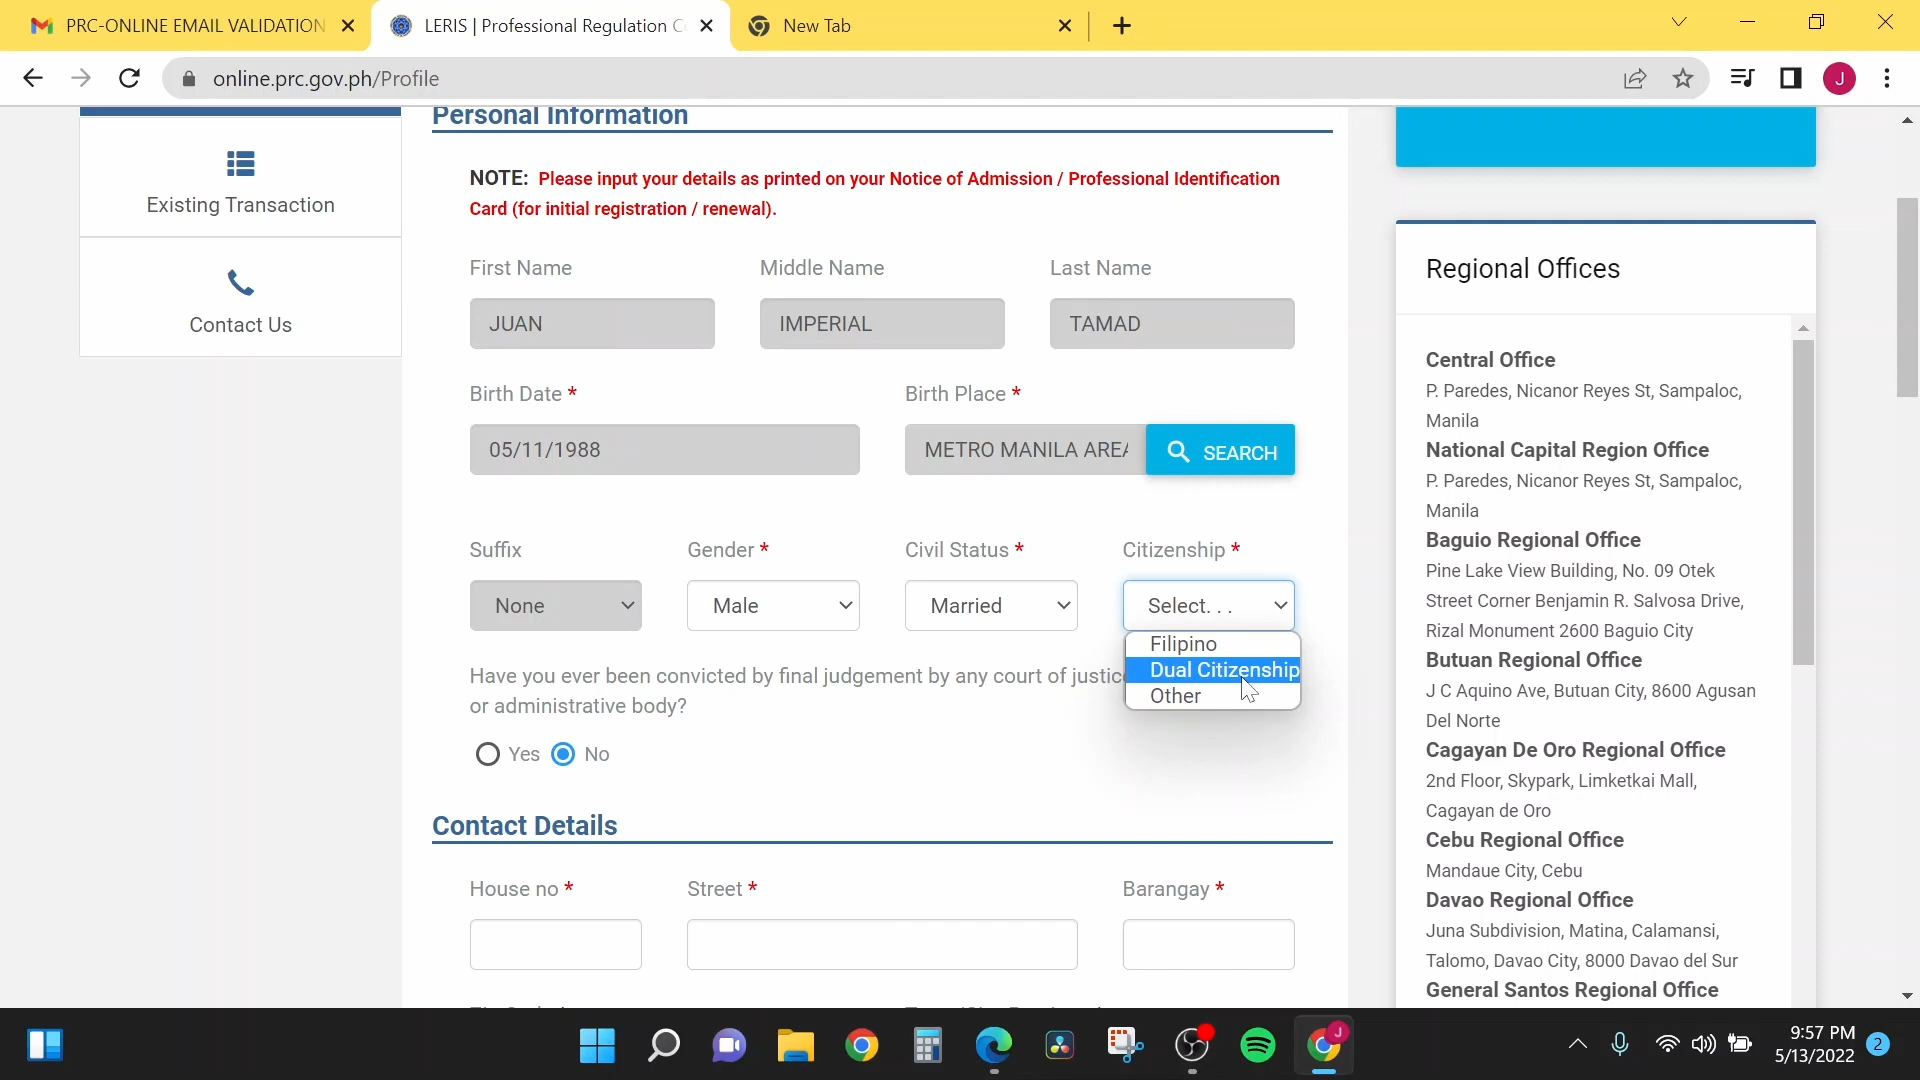 PRC-ONLINE EMAIL VALIDATION
LERIS | Professional Regulation C
New Tab
online.prc.gov.ph/Profile
J
Existing Transaction
Contact Us
Personal Information
NOTE: Please input your details as printed on your Notice of Admission / Professional Identification
Card (for initial registration / renewal).
First Name
Middle Name
Last Name
JUAN
IMPERIAL
TAMAD
Birth Date *
Birth Place *
05/11/1988
METRO MANILA AREA
SEARCH
Suffix
Gender *
Civil Status *
Citizenship *
None
Male
Married
Select. . .
Filipino
Dual Citizenship
Other
Have you ever been convicted by final judgement by any court of justice
or administrative body?
Yes
No
Contact Details
House no *
Street *
Barangay *
Regional Offices
Central Office
P. Paredes, Nicanor Reyes St, Sampaloc,
Manila
National Capital Region Office
P. Paredes, Nicanor Reyes St, Sampaloc,
Manila
Baguio Regional Office
Pine Lake View Building, No. 09 Otek
Street Corner Benjamin R. Salvosa Drive,
Rizal Monument 2600 Baguio City
Butuan Regional Office
J C Aquino Ave, Butuan City, 8600 Agusan
Del Norte
Cagayan De Oro Regional Office
2nd Floor, Skypark, Limketkai Mall,
Cagayan de Oro
Cebu Regional Office
Mandaue City, Cebu
Davao Regional Office
Juna Subdivision, Matina, Calamansi,
Talomo, Davao City, 8000 Davao del Sur
General Santos Regional Office
J
9:57 PM
5/13/2022
2